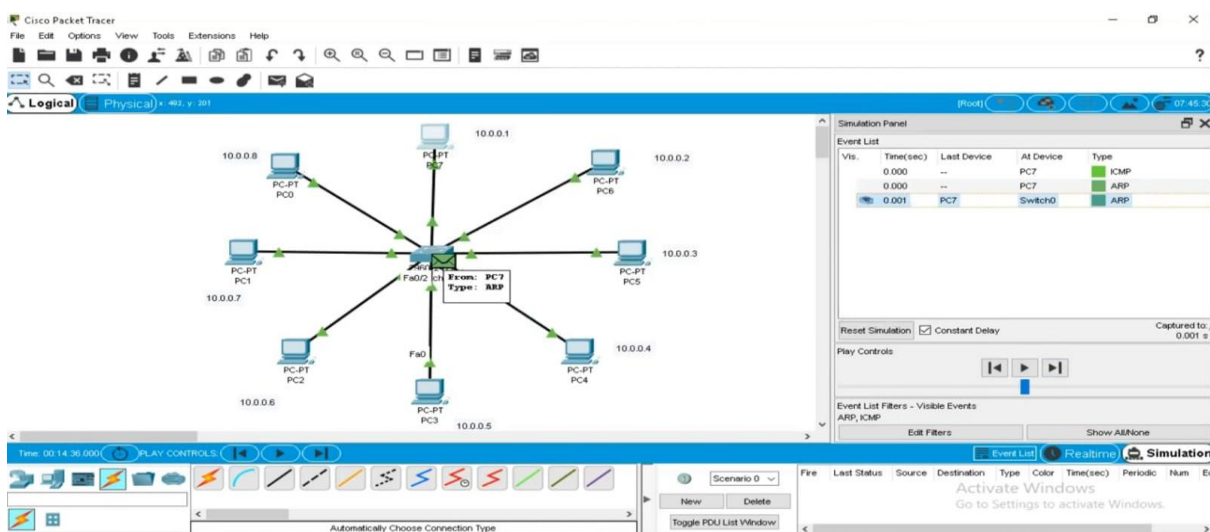 Cisco Packet Tracer
File Edit Options View Tools Extensions Help
?
Logical Physical x: 403, y: 201 [Root] 07:45:30
Simulation Panel
Event List
Vis. Time(sec) Last Device At Device Type
0.000 -- PC7 ICMP
0.000 -- PC7 ARP
0.001 PC7 Switch0 ARP
10.0.0.1
PC-PT
10.0.0.8
PC-PT
PC0
10.0.0.2
PC-PT
PC6
10.0.0.3
PC-PT
PC5
PC-PT
PC1
10.0.0.7
Fa0/2
From: PC7
Type: ARP
10.0.0.4
PC-PT
PC4
Fa0
PC-PT
PC2
10.0.0.6
PC-PT
PC3
10.0.0.5
Reset Simulation Constant Delay
Captured to:
0.001 s
Play Controls
Event List Filters - Visible Events
ARP, ICMP
Edit Filters Show All/None
Time: 00:14:36.000 PLAY CONTROLS: Event List Realtime Simulation
Scenario 0
New Delete
Toggle PDU List Window
Fire Last Status Source Destination Type Color Time(sec) Periodic Num
Activate Windows
Go to Settings to activate Windows.
Automatically Choose Connection Type